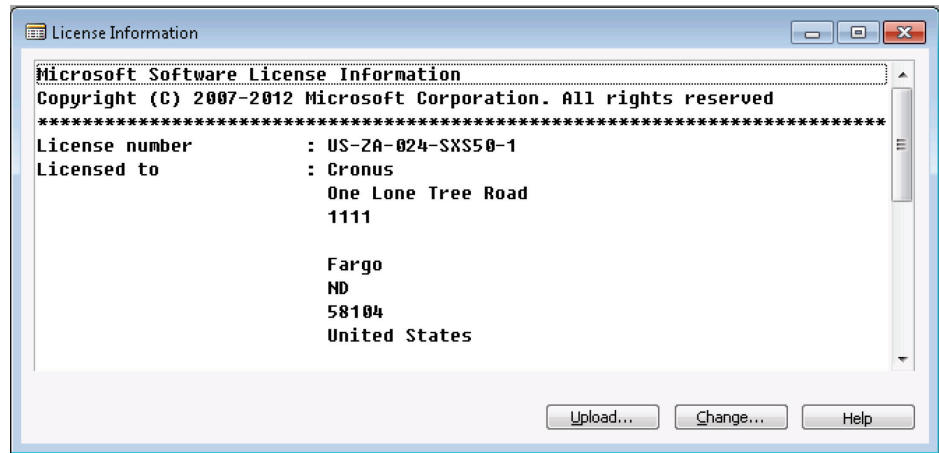 License Information
Microsoft Software License Information
Copyright (C) 2007-2012 Microsoft Corporation. All rights reserved
*******************************************************************************
License number : US-ZA-024-SXS50-1
Licensed to : Cronus
One Lone Tree Road
1111
Fargo
ND
58104
United States
Upload... Change... Help